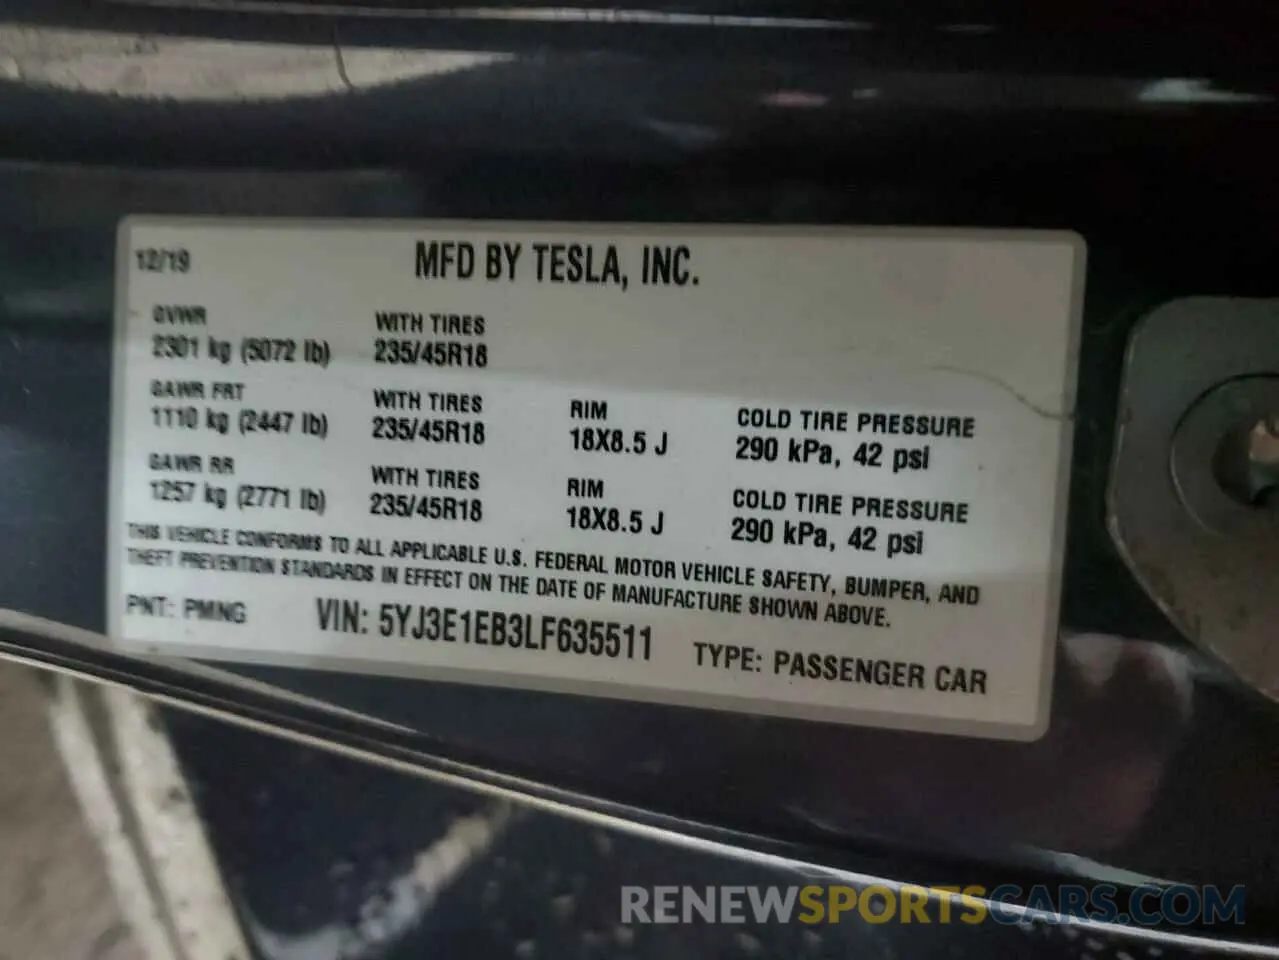 12/19 MFD BY TESLA, INC.
GVWR WITH TIRES
2301 kg (5072 lb) 235/45R18
GAWR FRT WITH TIRES RIM COLD TIRE PRESSURE
1110 kg (2447 lb) 235/45R18 18X8.5 J 290 kPa, 42 psi
GAWR RR WITH TIRES RIM COLD TIRE PRESSURE
1257 kg (2771 lb) 235/45R18 18X8.5 J 290 kPa, 42 psi
THIS VEHICLE CONFORMS TO ALL APPLICABLE U.S. FEDERAL MOTOR VEHICLE SAFETY, BUMPER, AND
THEFT PREVENTION STANDARDS IN EFFECT ON THE DATE OF MANUFACTURE SHOWN ABOVE.
PNT: PMNG VIN: 5YJ3E1EB3LF635511 TYPE: PASSENGER CAR
RENEWSPORTSCARS.COM